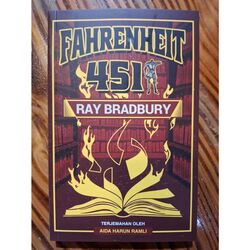 FAHRENHEIT
451
RAY BRADBURY
TERJEMAHAN OLEH
AIDA HARUN RAMLI